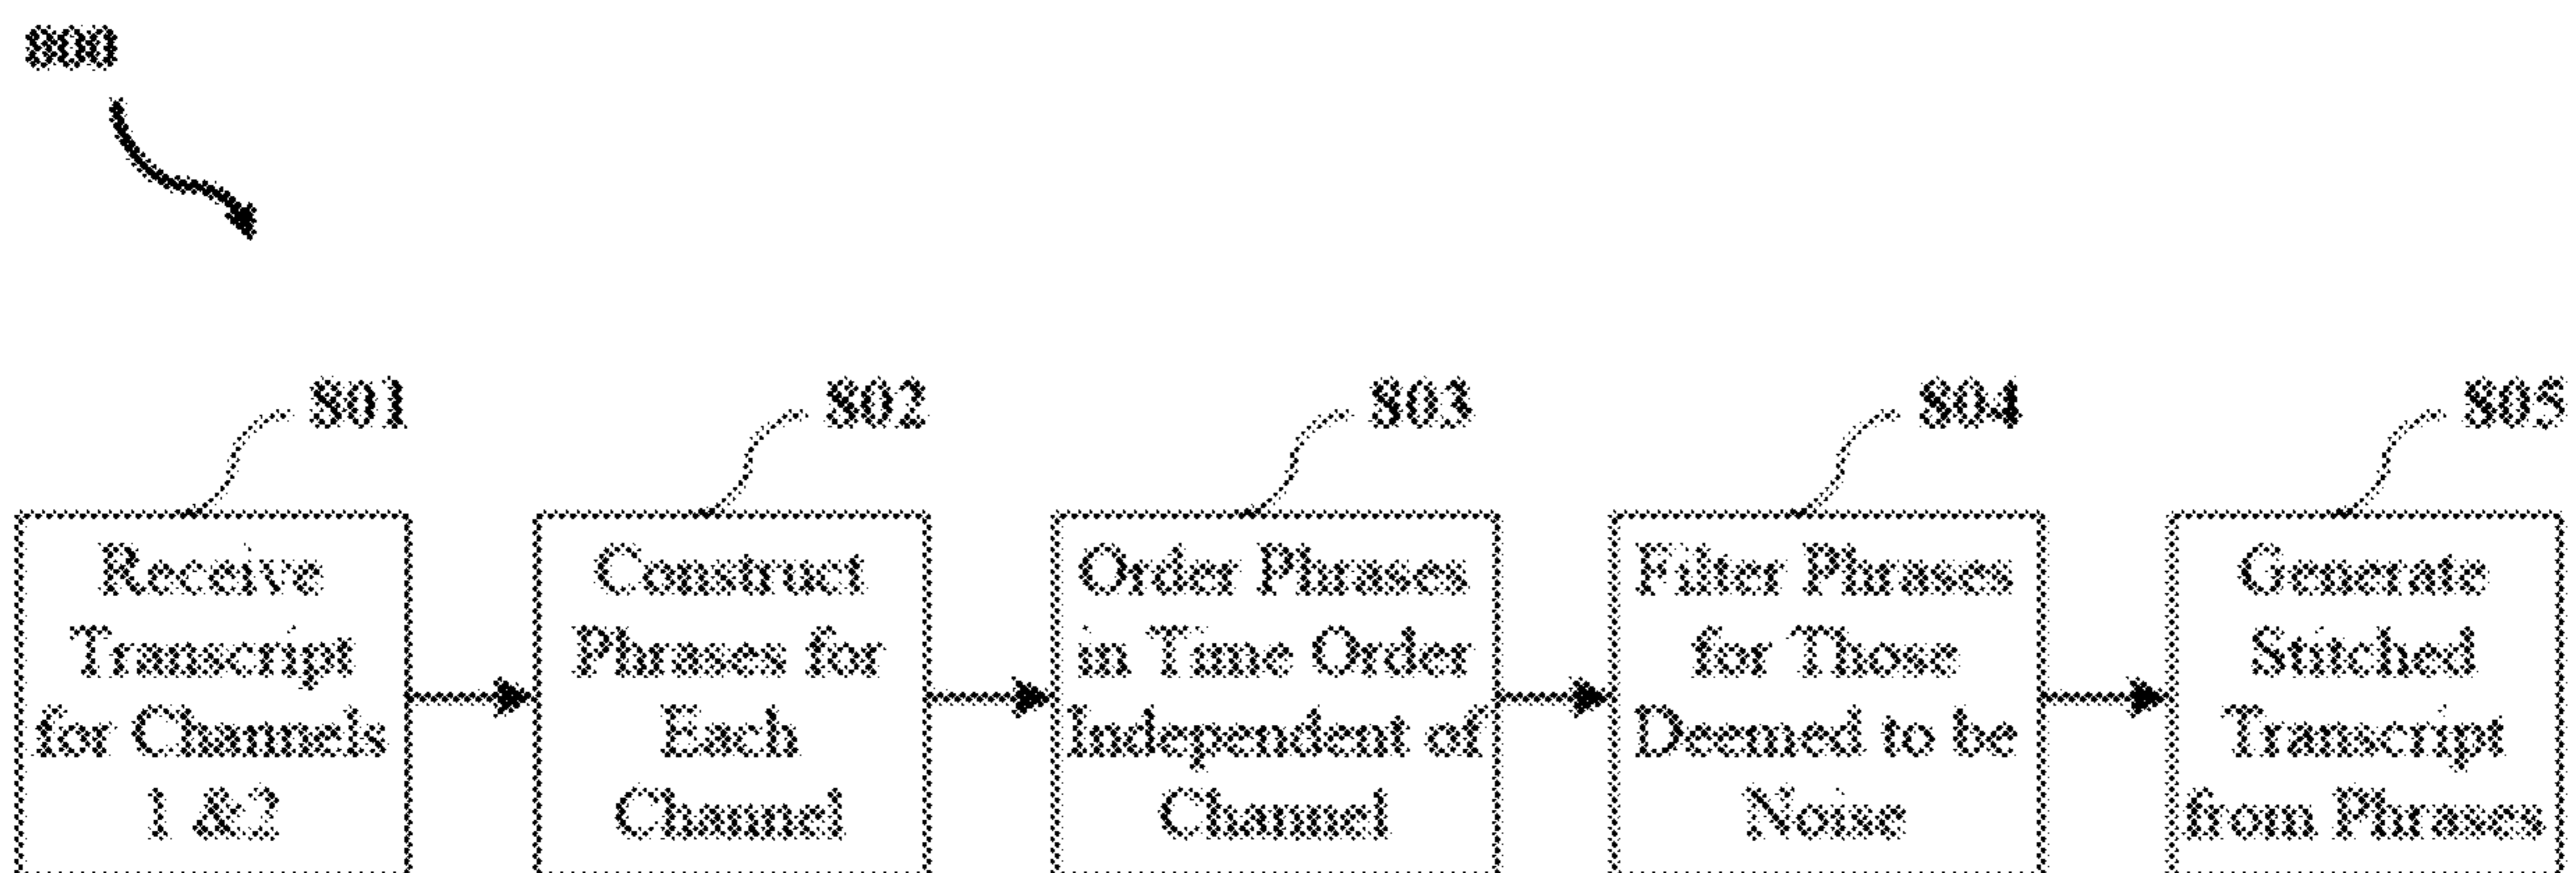 800
801
802
803
804
805
Receive
Transcript
for Channels
1 &2
Construct
Phrases for
Each
Channel
Order Phrases
in Time Order
Independent of
Channel
Filter Phrases
for Those
Deemed to be
Noise
Generate
Stitched
Transcript
from Phrases